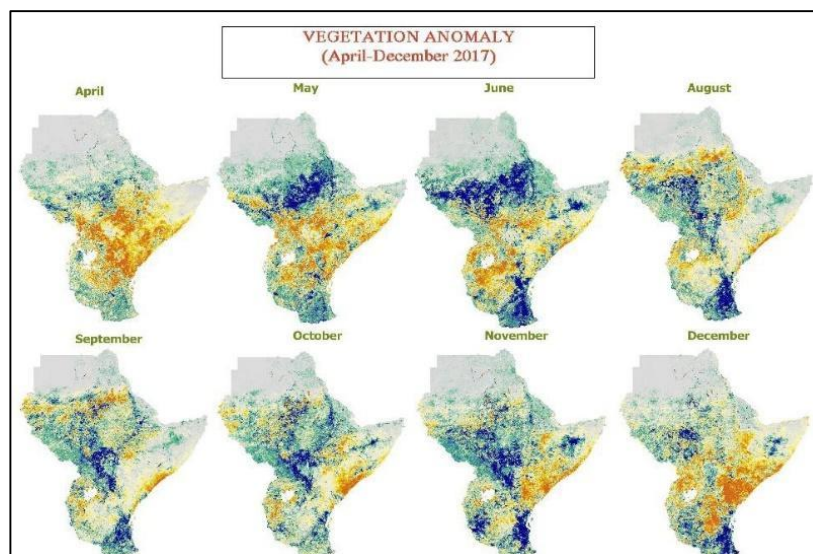 VEGETATION ANOMALY
(April-December 2017)
April
May
June
August
September
October
November
December